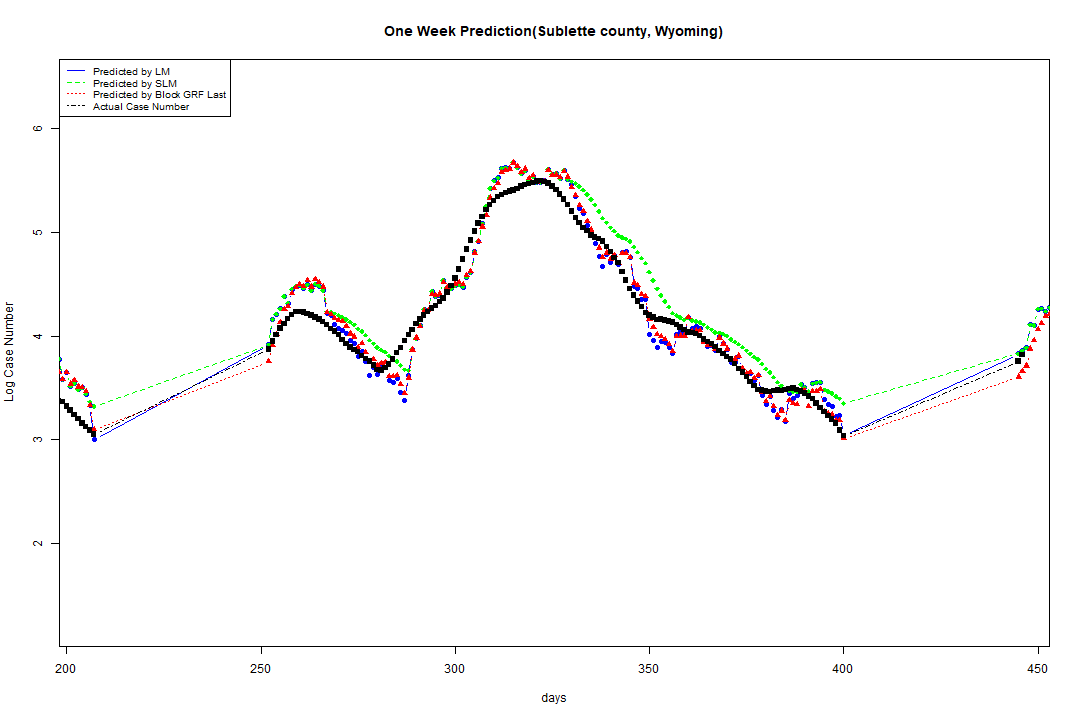 One Week Prediction(Sublette county, Wyoming)
Predicted by LM
Predicted by SLM
Predicted by Block GRF Last
Actual Case Number
6
5
4
3
2
Log Case Number
200 250 300 350 400 450
days